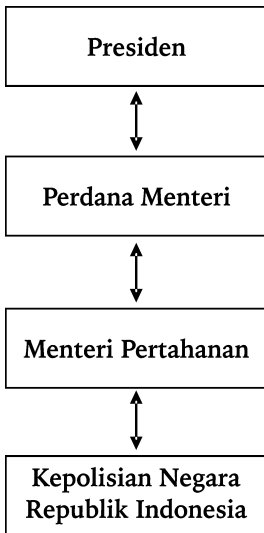 Presiden
Perdana Menteri
Menteri Pertahanan
Kepolisian Negara
Republik Indonesia